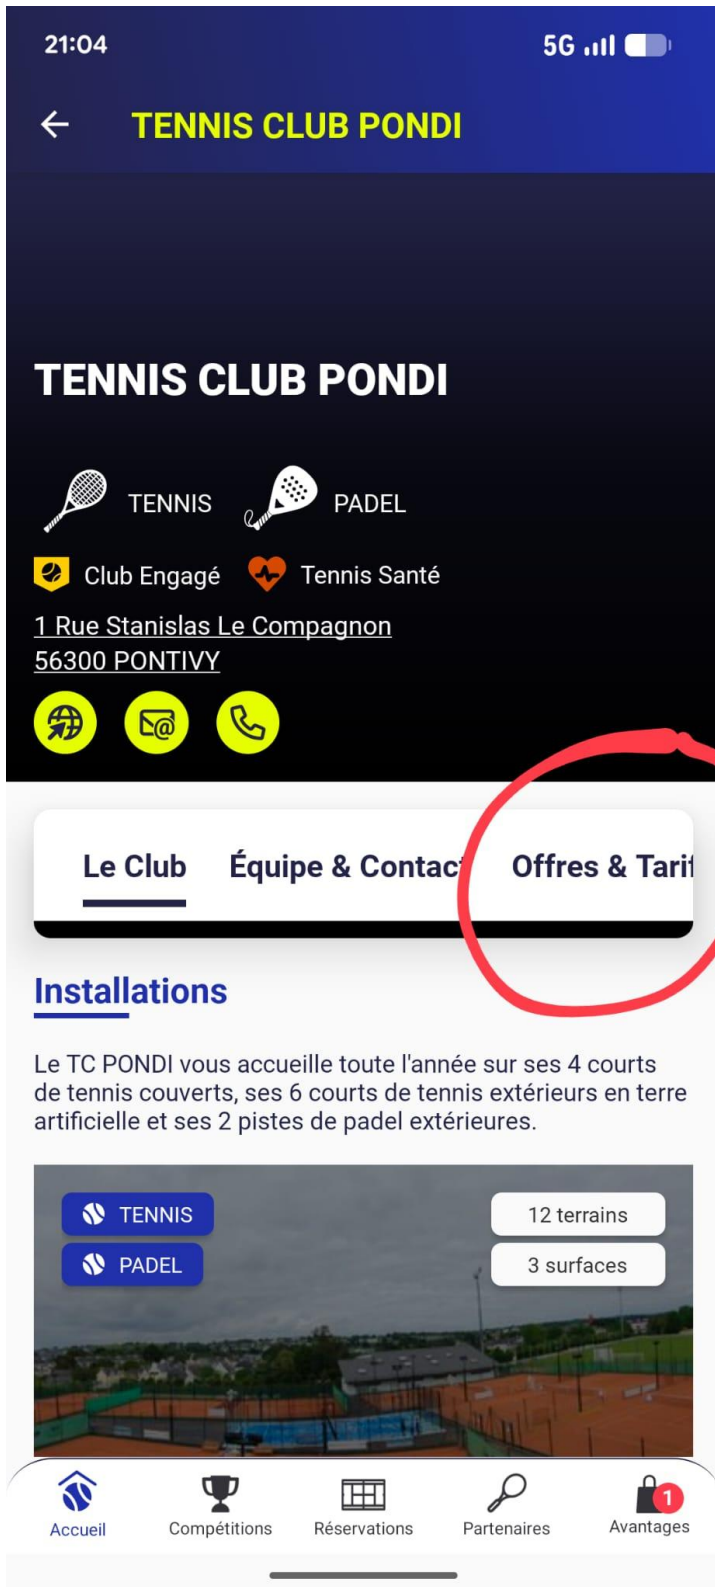 21:04 5G
TENNIS CLUB PONDI
TENNIS CLUB PONDI
TENNIS PADEL
Club Engagé Tennis Santé
1 Rue Stanislas Le Compagnon
56300 PONTIVY
Le Club Équipe & Contact Offres & Tarif
Installations
Le TC PONDI vous accueille toute l'année sur ses 4 courts
de tennis couverts, ses 6 courts de tennis extérieurs en terre
artificielle et ses 2 pistes de padel extérieures.
TENNIS 12 terrains
PADEL 3 surfaces
1
Accueil Compétitions Réservations Partenaires Avantages